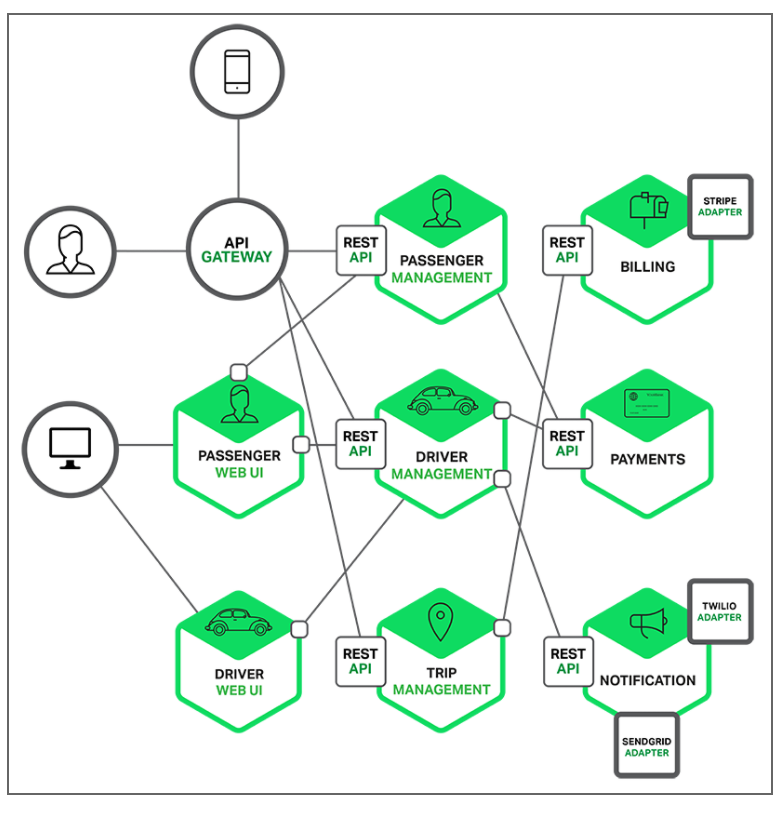 API
GATEWAY
REST
API
PASSENGER
MANAGEMENT
REST
API
BILLING
STRIPE
ADAPTER
PASSENGER
WEB UI
REST
API
DRIVER
MANAGEMENT
REST
API
PAYMENTS
DRIVER
WEB UI
REST
API
TRIP
MANAGEMENT
REST
API
NOTIFICATION
TWILIO
ADAPTER
SENDGRID
ADAPTER